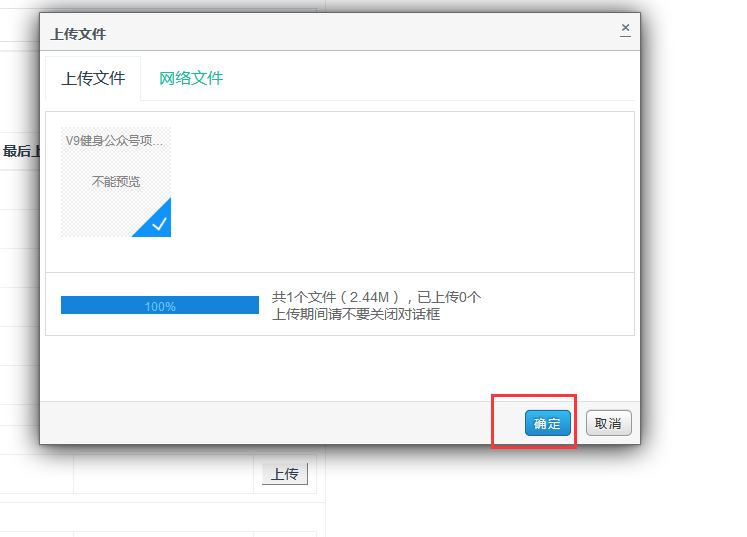 上传文件
×
上传文件 网络文件
最后上
V9健身公众号项...
不能预览
100%
共1个文件（2.44M），已上传0个
上传期间请不要关闭对话框
确定 取消
上传